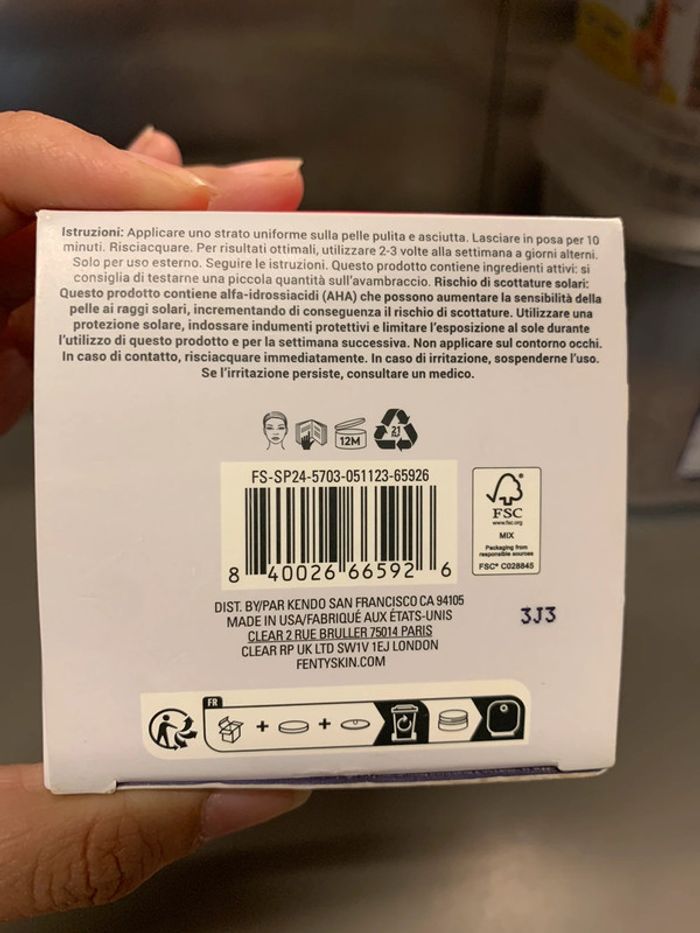 Istruzioni: Applicare uno strato uniforme sulla pelle pulita e asciutta. Lasciare in posa per 10
minuti. Risciacquare. Per risultati ottimali, utilizzare 2-3 volte alla settimana a giorni alterni.
Solo per uso esterno. Seguire le istruzioni. Questo prodotto contiene ingredienti attivi: si
consiglia di testarne una piccola quantità sull'avambraccio. Rischio di scottature solari:
Questo prodotto contiene alfa-idrossiacidi (AHA) che possono aumentare la sensibilità della
pelle ai raggi solari, incrementando di conseguenza il rischio di scottature. Utilizzare una
protezione solare, indossare indumenti protettivi e limitare l'esposizione al sole durante
l'utilizzo di questo prodotto e per la settimana successiva. Non applicare sul contorno occhi.
In caso di contatto, risciacquare immediatamente. In caso di irritazione, sospenderne l'uso.
Se l'irritazione persiste, consultare un medico.
12M
21
PAP
FS-SP24-5703-051123-65926
8 40026 66592 6
FSC
www.fsc.org
MIX
Packaging from
responsible sources
FSC® C028845
DIST. BY/PAR KENDO SAN FRANCISCO CA 94105
MADE IN USA/FABRIQUÉ AUX ÉTATS-UNIS
CLEAR 2 RUE BRULLER 75014 PARIS
CLEAR RP UK LTD SW1V 1EJ LONDON
FENTYSKIN.COM
3J3
FR
+ +